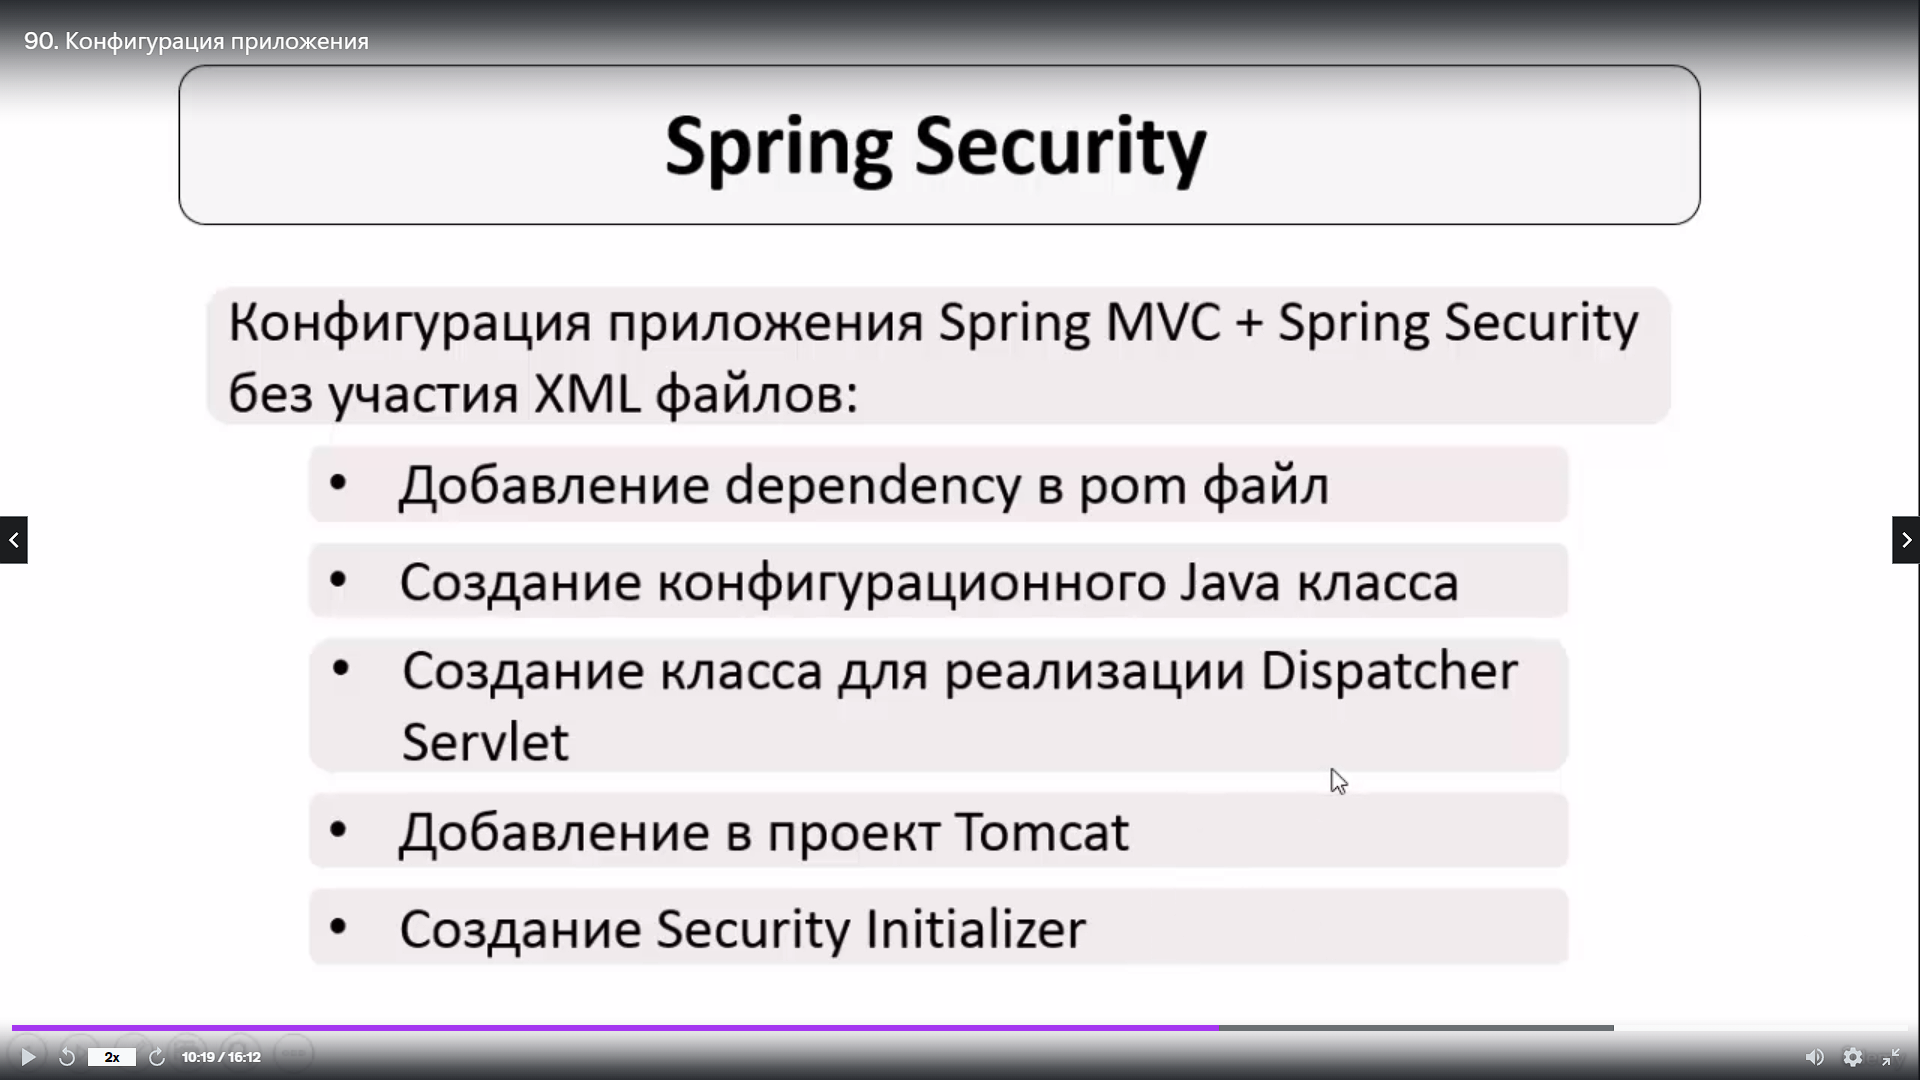 90. Конфигурация приложения
Spring Security
Конфигурация приложения Spring MVC + Spring Security
без участия XML файлов:
• Добавление dependency в pom файл
• Создание конфигурационного Java класса
• Создание класса для реализации Dispatcher
Servlet
• Добавление в проект Tomcat
• Создание Security Initializer
2x
10:19 / 16:12